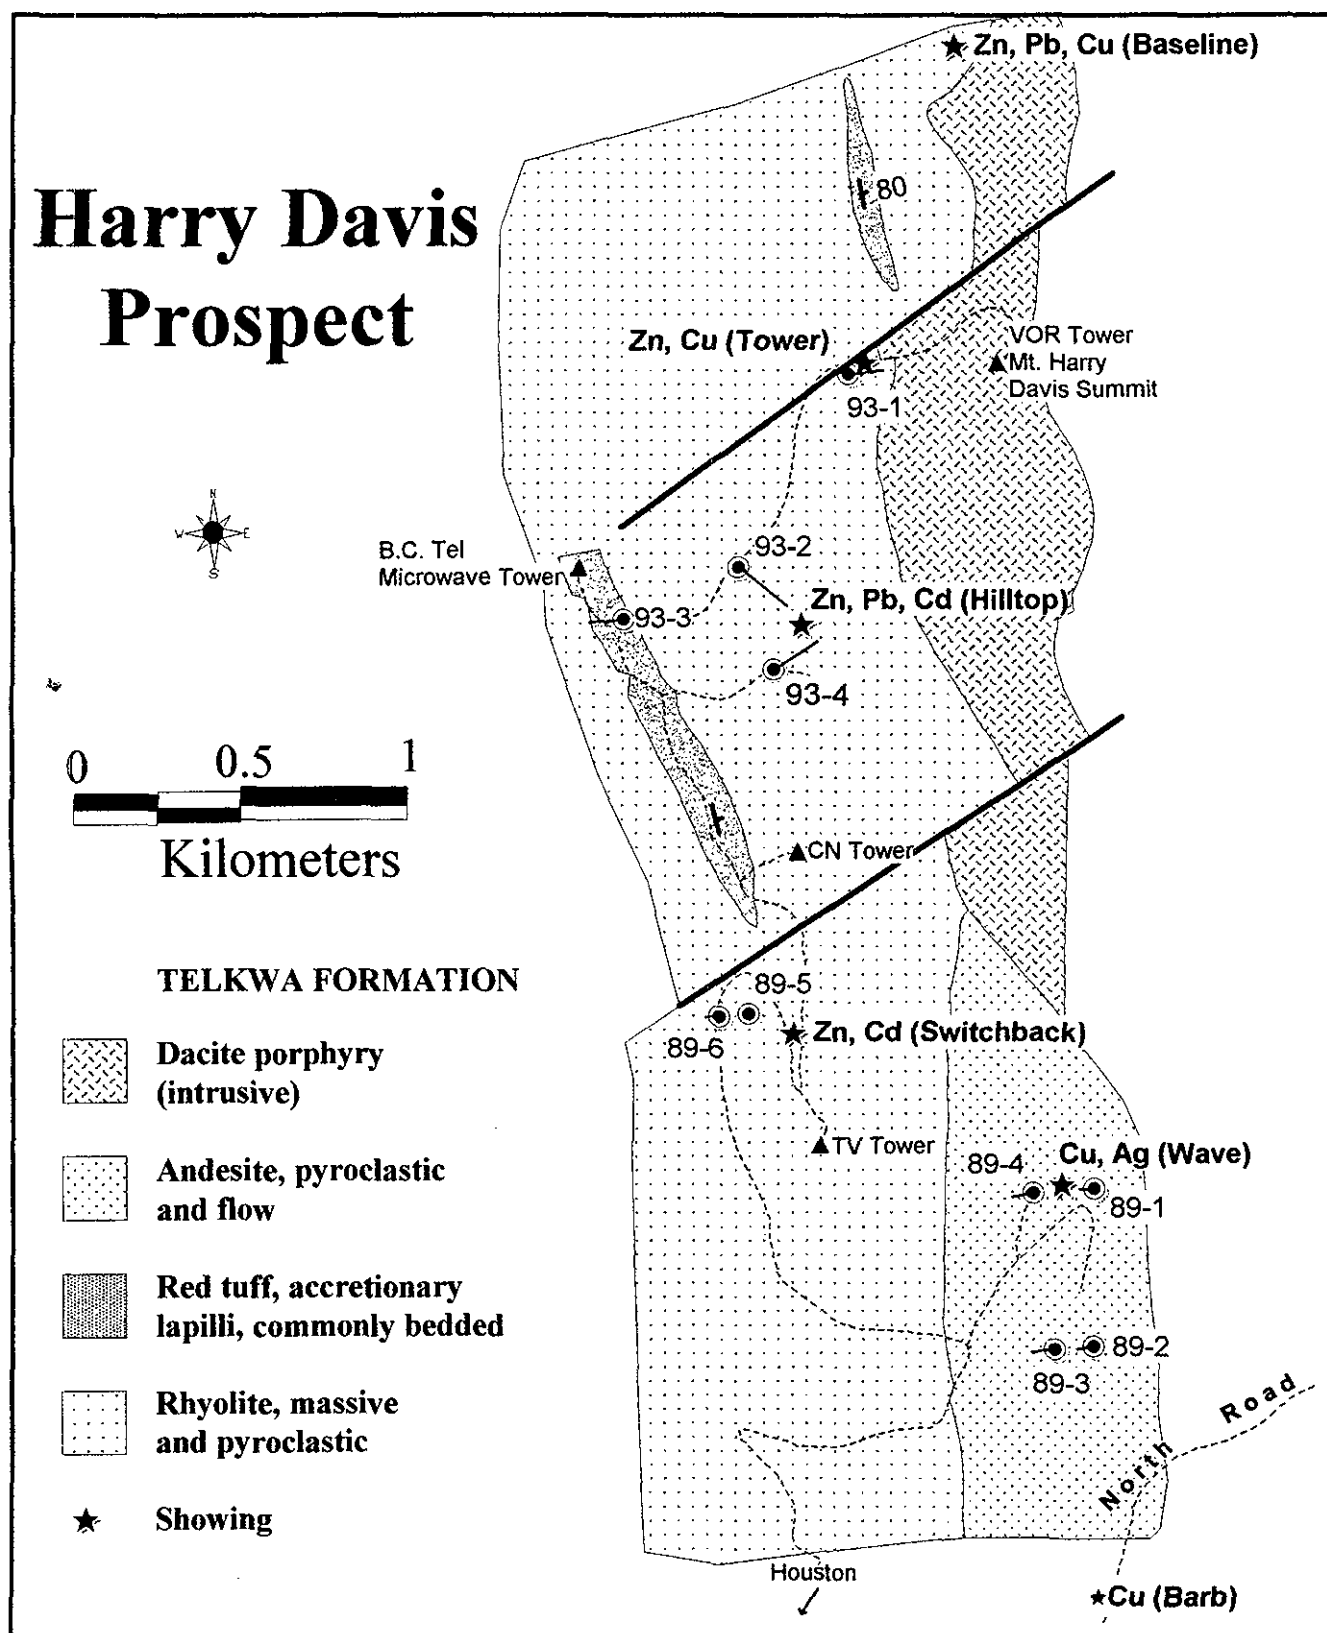 Zn, Pb, Cu (Baseline)
80
Harry Davis
Prospect
Zn, Cu (Tower)
VOR Tower
Mt. Harry
Davis Summit
93-1
N
W
E
S
B.C. Tel
Microwave Tower
93-2
Zn, Pb, Cd (Hilltop)
93-3
93-4
0
0.5
1
Kilometers
CN Tower
TELKWA FORMATION
89-5
89-6
Zn, Cd (Switchback)
Dacite porphyry
(intrusive)
TV Tower
Andesite, pyroclastic
and flow
89-4
Cu, Ag (Wave)
89-1
Red tuff, accretionary
lapilli, commonly bedded
89-2
89-3
Rhyolite, massive
and pyroclastic
North Road
Showing
Houston
Cu (Barb)